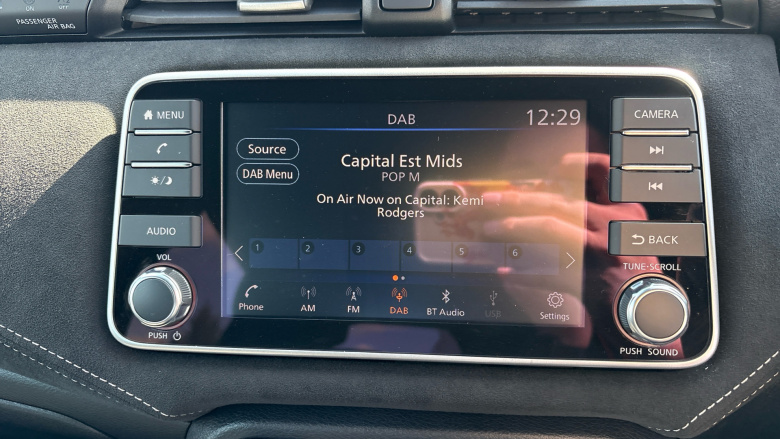 OFF
PASSENGER
AIR BAG
MENU
AUDIO
VOL
PUSH
DAB
12:29
Source
DAB Menu
Capital Est Mids
POP M
On Air Now on Capital: Kemi
Rodgers
1 2 3 4 5 6
Phone AM FM DAB BT Audio USB Settings
CAMERA
BACK
TUNE·SCROLL
PUSH SOUND